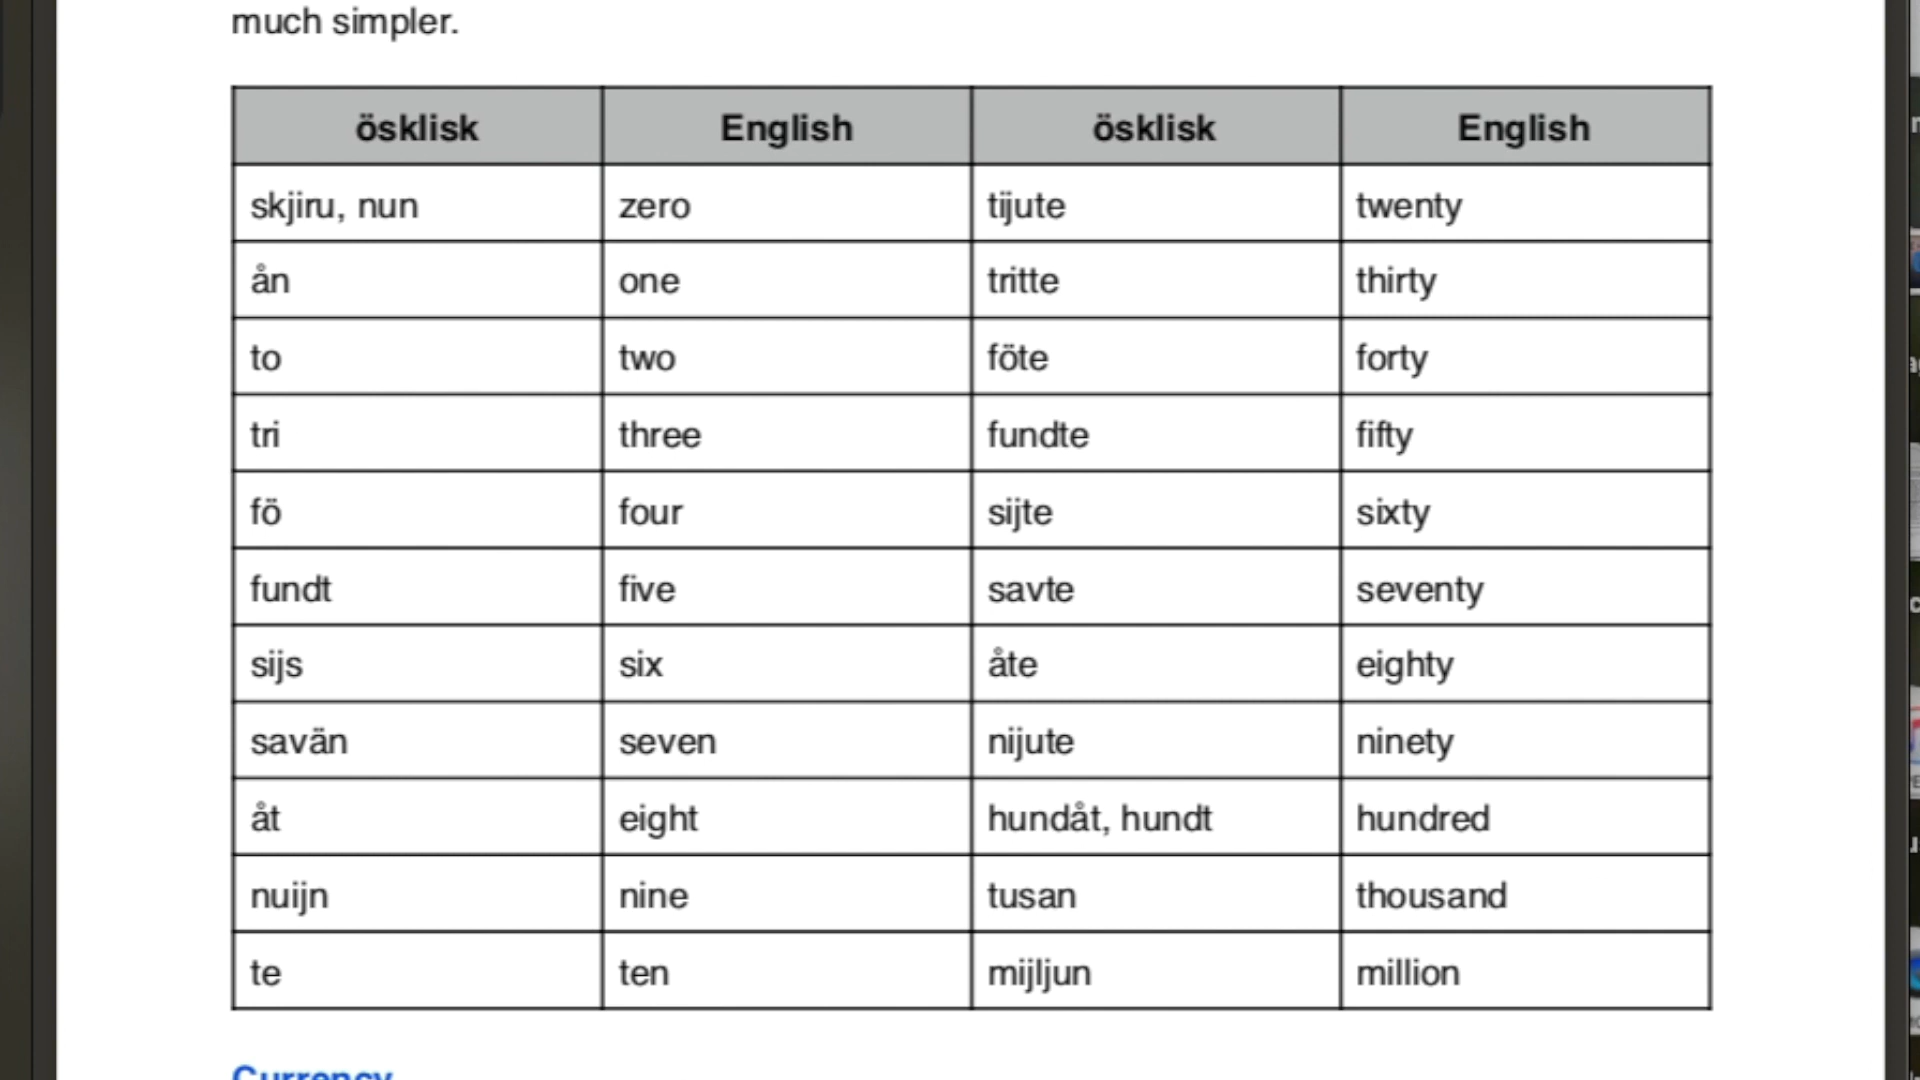 much simpler.
ösklisk English ösklisk English
skjiru, nun zero tijute twenty
ån one tritte thirty
to two föte forty
tri three fundte fifty
fö four sijte sixty
fundt five savte seventy
sijs six åte eighty
savän seven nijute ninety
åt eight hundåt, hundt hundred
nuijn nine tusan thousand
te ten mijljun million
Currency